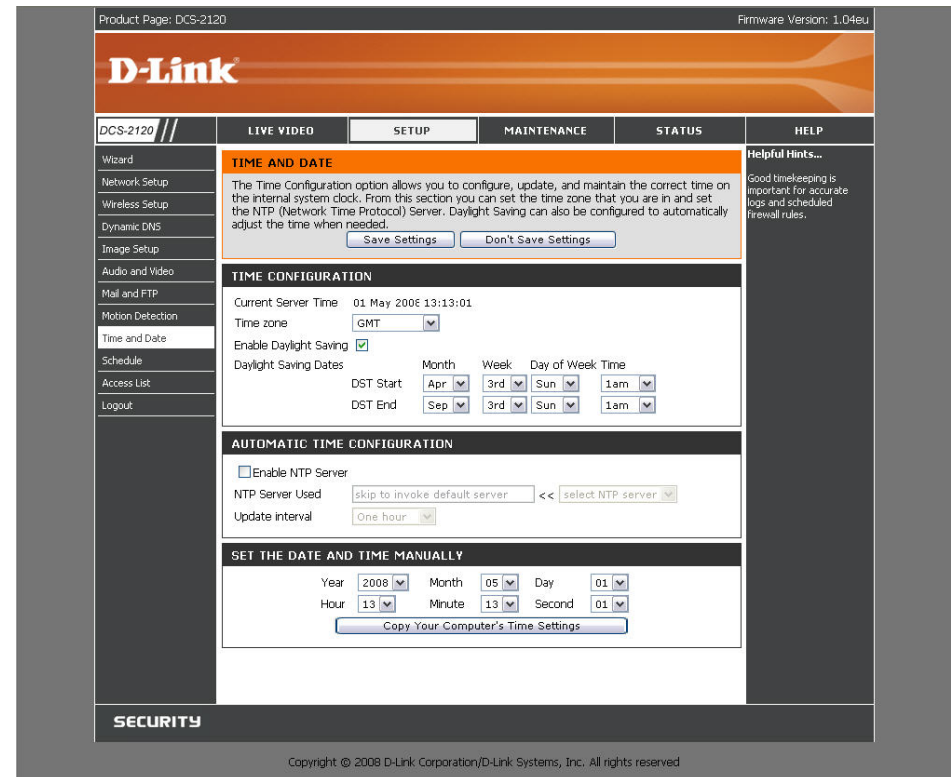 Product Page: DCS-2120 Firmware Version: 1.04eu
D-Link
DCS-2120 // LIVE VIDEO SETUP MAINTENANCE STATUS HELP
Wizard
Network Setup
Wireless Setup
Dynamic DNS
Image Setup
Audio and Video
Mail and FTP
Motion Detection
Time and Date
Schedule
Access List
Logout
TIME AND DATE
The Time Configuration option allows you to configure, update, and maintain the correct time on
the internal system clock. From this section you can set the time zone that you are in and set
the NTP (Network Time Protocol) Server. Daylight Saving can also be configured to automatically
adjust the time when needed.
Save Settings Don't Save Settings
TIME CONFIGURATION
Current Server Time 01 May 2008 13:13:01
Time zone GMT
Enable Daylight Saving
Daylight Saving Dates Month Week Day of Week Time
DST Start Apr 3rd Sun 1am
DST End Sep 3rd Sun 1am
AUTOMATIC TIME CONFIGURATION
Enable NTP Server
NTP Server Used skip to invoke default server << select NTP server
Update interval One hour
SET THE DATE AND TIME MANUALLY
Year 2008 Month 05 Day 01
Hour 13 Minute 13 Second 01
Copy Your Computer's Time Settings
Helpful Hints...
Good timekeeping is
important for accurate
logs and scheduled
firewall rules.
SECURITY
Copyright © 2008 D-Link Corporation/D-Link Systems, Inc. All rights reserved